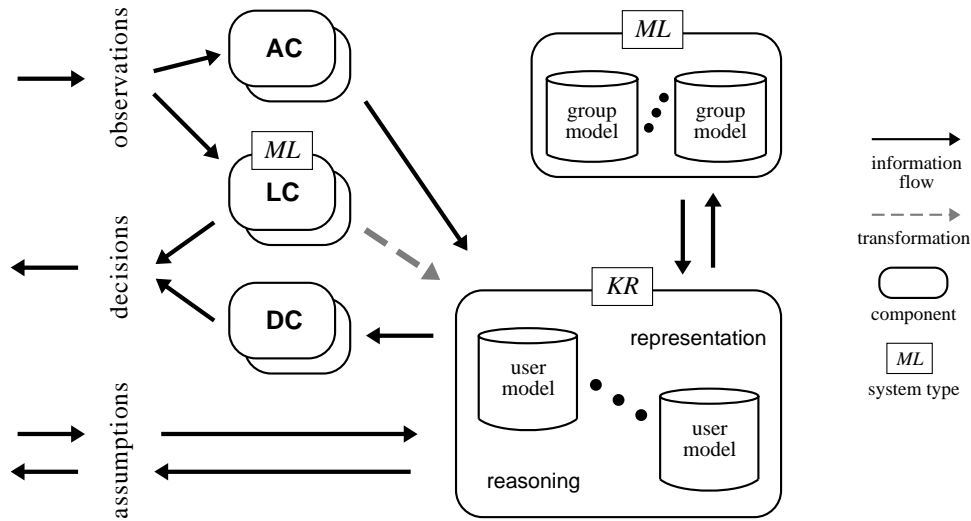 observations
decisions
assumptions
AC
ML
LC
DC
ML
group
model
group
model
KR
representation
user
model
user
model
reasoning
information
flow
transformation
component
ML
system type